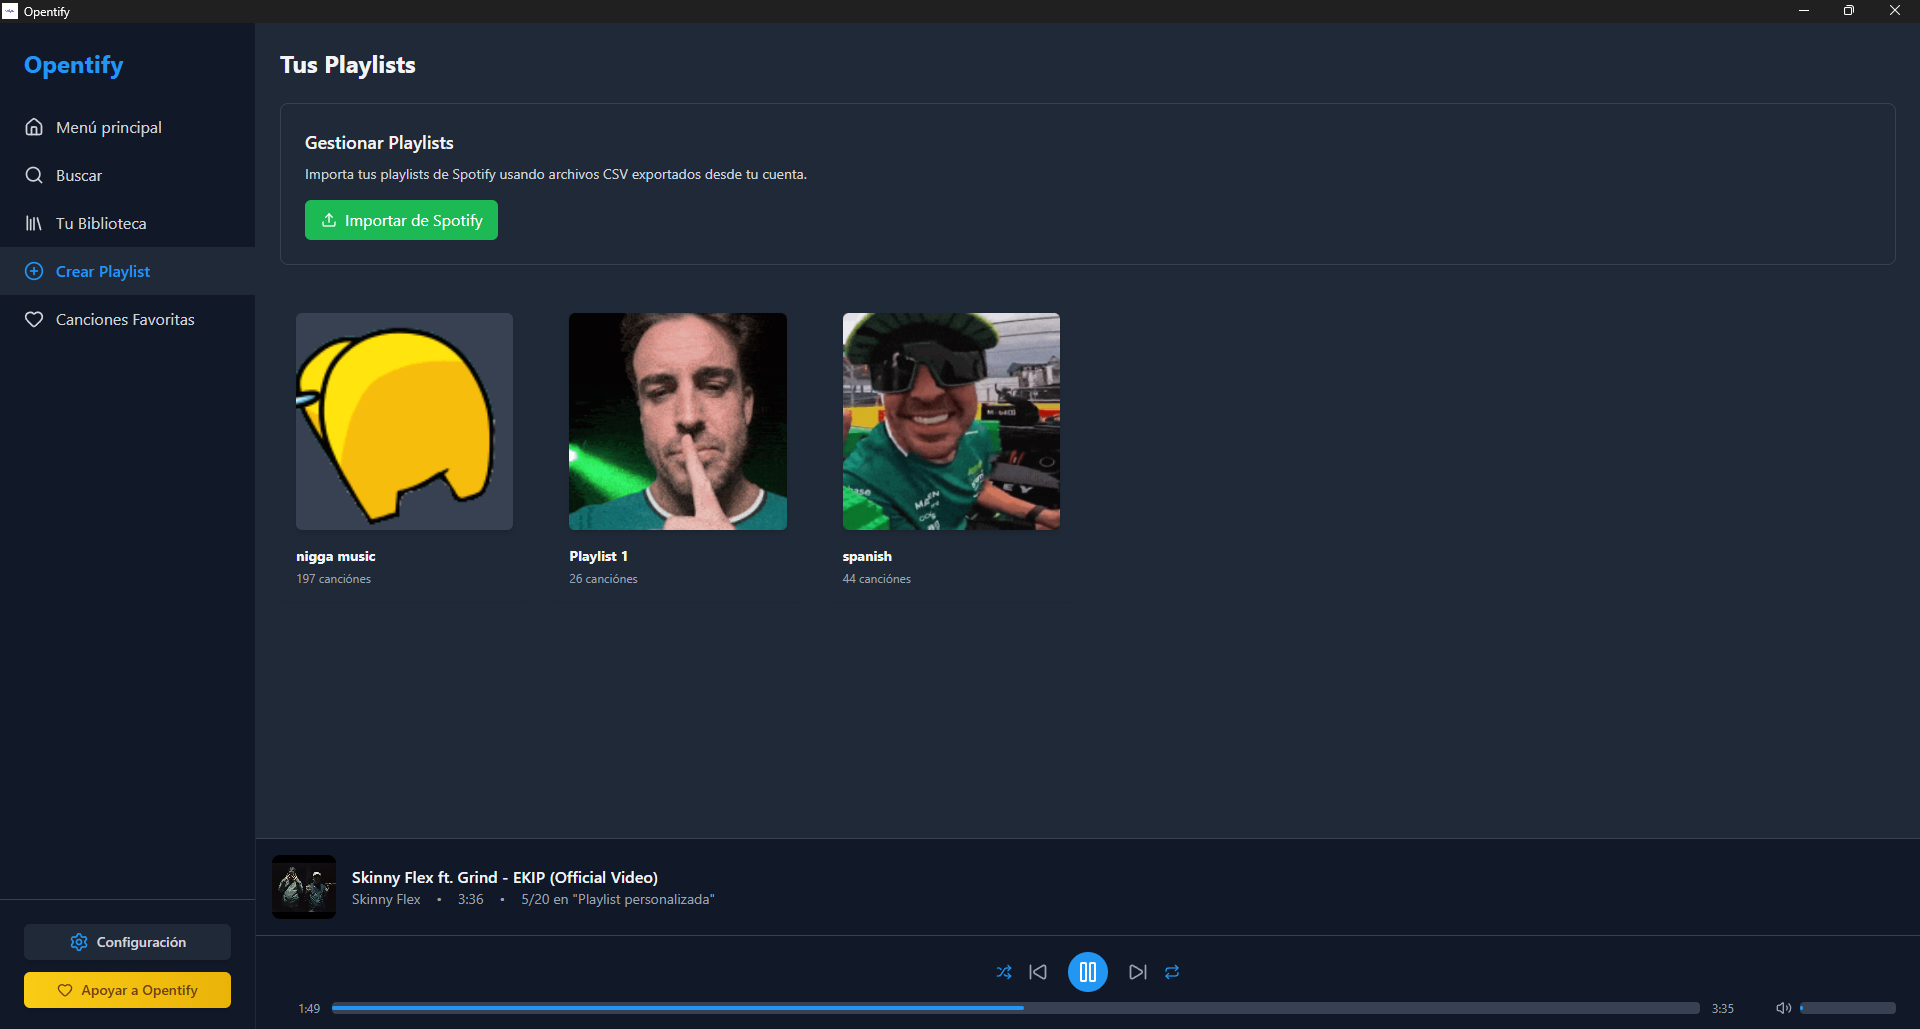 Opentify
Opentify
Menú principal
Buscar
Tu Biblioteca
Crear Playlist
Canciones Favoritas
Configuración
Apoyar a Opentify
Tus Playlists
Gestionar Playlists
Importa tus playlists de Spotify usando archivos CSV exportados desde tu cuenta.
Importar de Spotify
nigga music
197 canciónes
Playlist 1
26 canciónes
spanish
44 canciónes
Skinny Flex ft. Grind - EKIP (Official Video)
Skinny Flex • 3:36 • 5/20 en "Playlist personalizada"
1:49
3:35